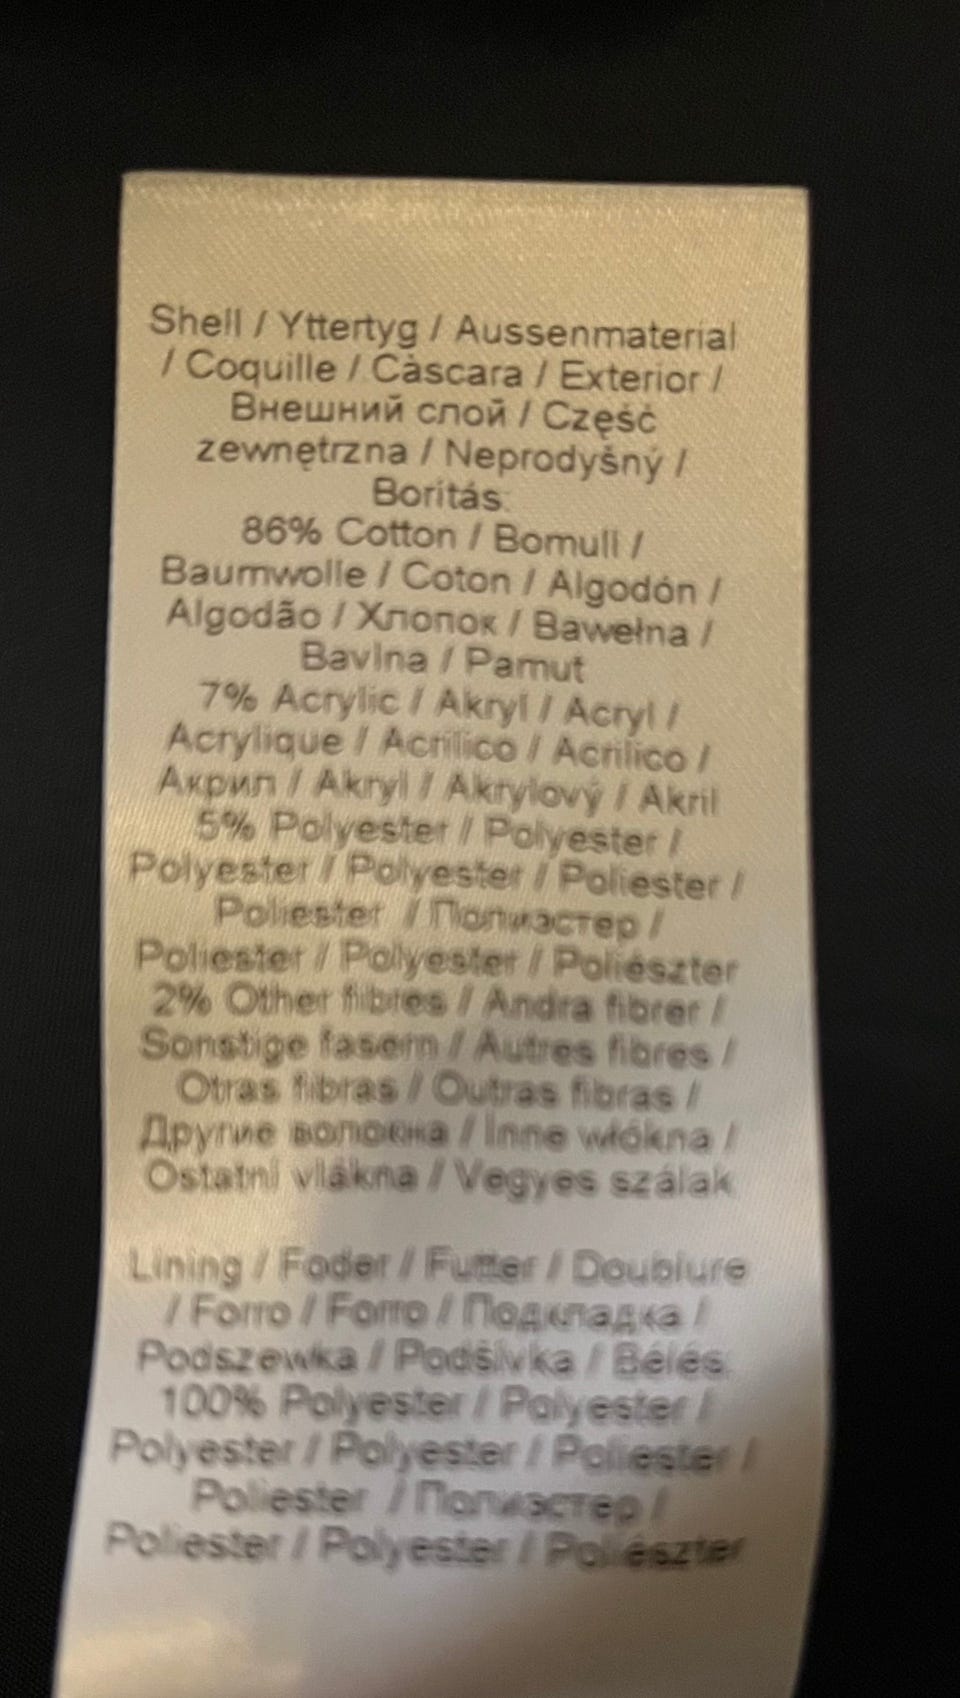 Shell / Yttertyg / Aussenmaterial
/ Coquille / Càscara / Exterior /
Внешний слой / Część
zewnętrzna / Neprodyšný /
Borítás:
86% Cotton / Bomull /
Baumwolle / Coton / Algodón /
Algodão / Хлопок / Bawełna /
Bavlna / Pamut
7% Acrylic / Akryl / Acryl /
Acrylique / Acrilico / Acrílico /
Акрил / Akryl / Akrylový / Akril
5% Polyester / Polyester /
Polyester / Polyester / Poliester /
Poliester / Полиэстер /
Poliester / Polyester / Poliészter
2% Other fibres / Andra fibrer /
Sonstige fasern / Autres fibres /
Otras fibras / Outras fibras /
Другие волокна / Inne włókna /
Ostatní vlákna / Vegyes szálak
Lining / Foder / Futter / Doublure
/ Forro / Forro / Подкладка /
Podszewka / Podšívka / Bélés:
100% Polyester / Polyester /
Polyester / Polyester / Poliester /
Poliester / Полиэстер /
Poliester / Polyester / Poliészter